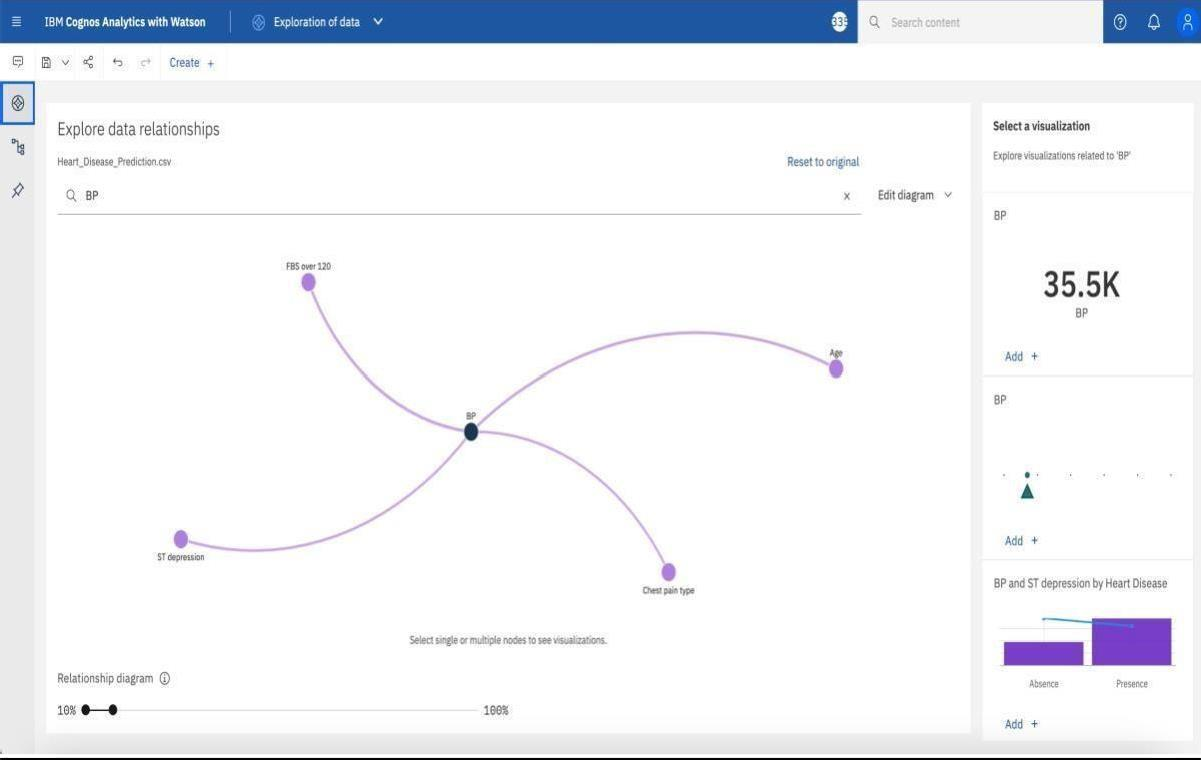 IBM Cognos Analytics with Watson
Exploration of data
335
Search content
Create +
Explore data relationships
Heart_Disease_Prediction.csv
Reset to original
BP
x
Edit diagram
FBS over 120
Age
BP
ST depression
Chest pain type
Select single or multiple nodes to see visualizations.
Relationship diagram
10%
100%
Select a visualization
Explore visualizations related to 'BP'
BP
35.5K
BP
Add +
BP
Add +
BP and ST depression by Heart Disease
Absence
Presence
Add +